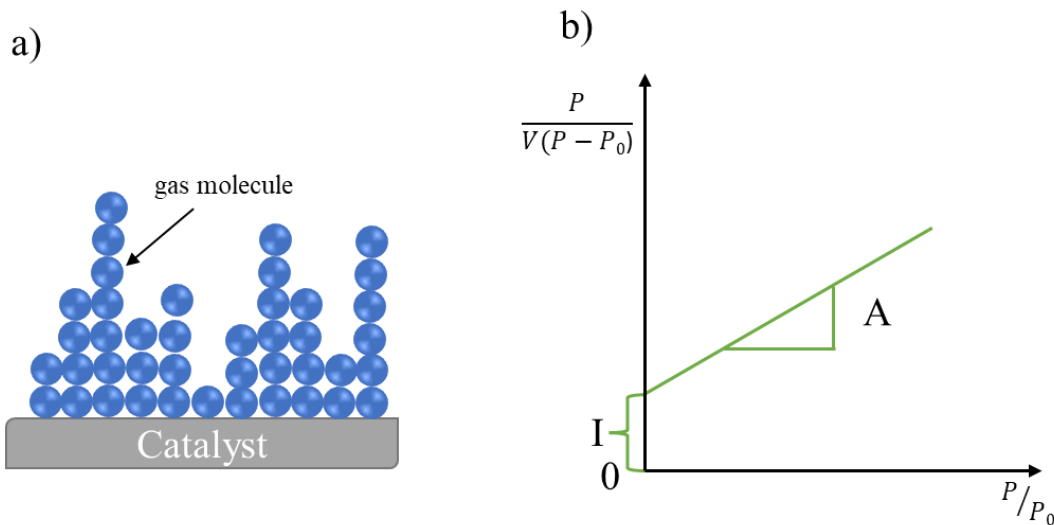 a)
gas molecule
Catalyst
b)
P
V(P − P₀)
A
I
0
P/P₀